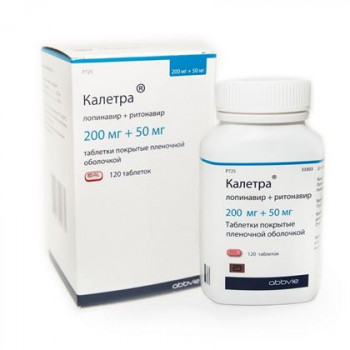 200 мг + 50 мг
Калетра®
лопинавир + ритонавир
200 мг + 50 мг
таблетки покрытые пленочной
оболочкой
120 таблеток
abbvie
Калетра®
лопинавир + ритонавир
200 мг + 50 мг
Таблетки покрытые
пленочной оболочкой
120 таблеток
abbvie